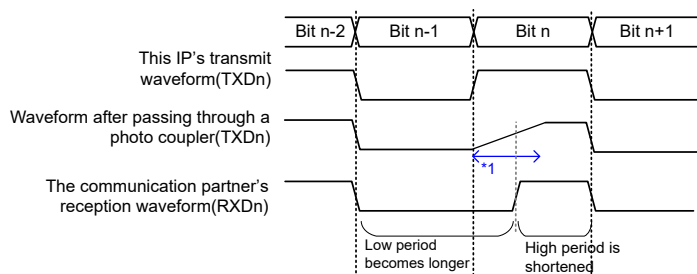 Bit n-2 Bit n-1 Bit n Bit n+1
This IP's transmit
waveform(TXDn)
Waveform after passing through a
photo coupler(TXDn)
*1
The communication partner's
reception waveform(RXDn)
Low period
becomes longer
High period is
shortened